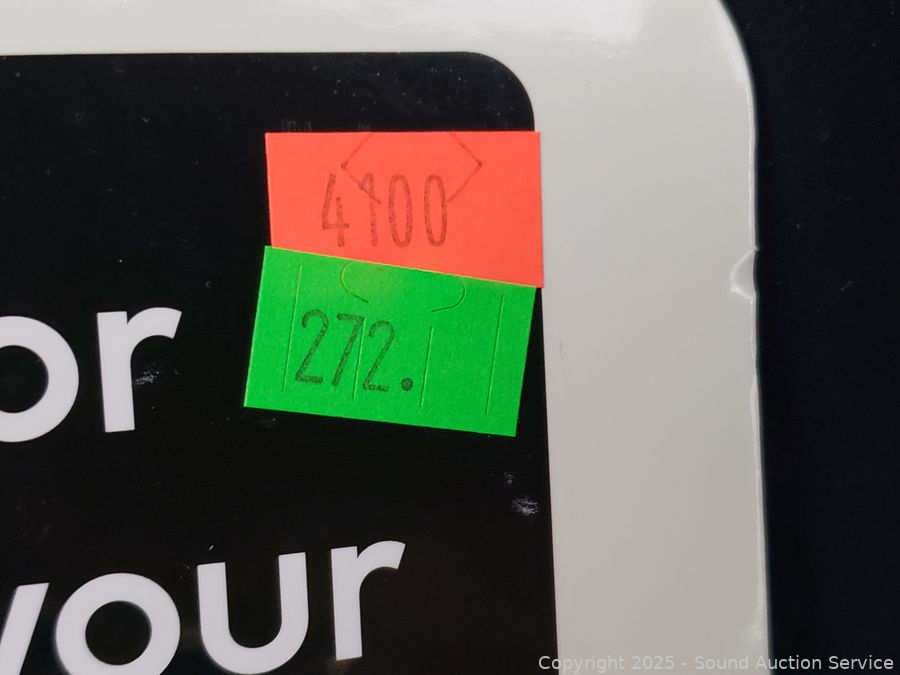 4100
272.
or
your
Copyright 2025 - Sound Auction Service